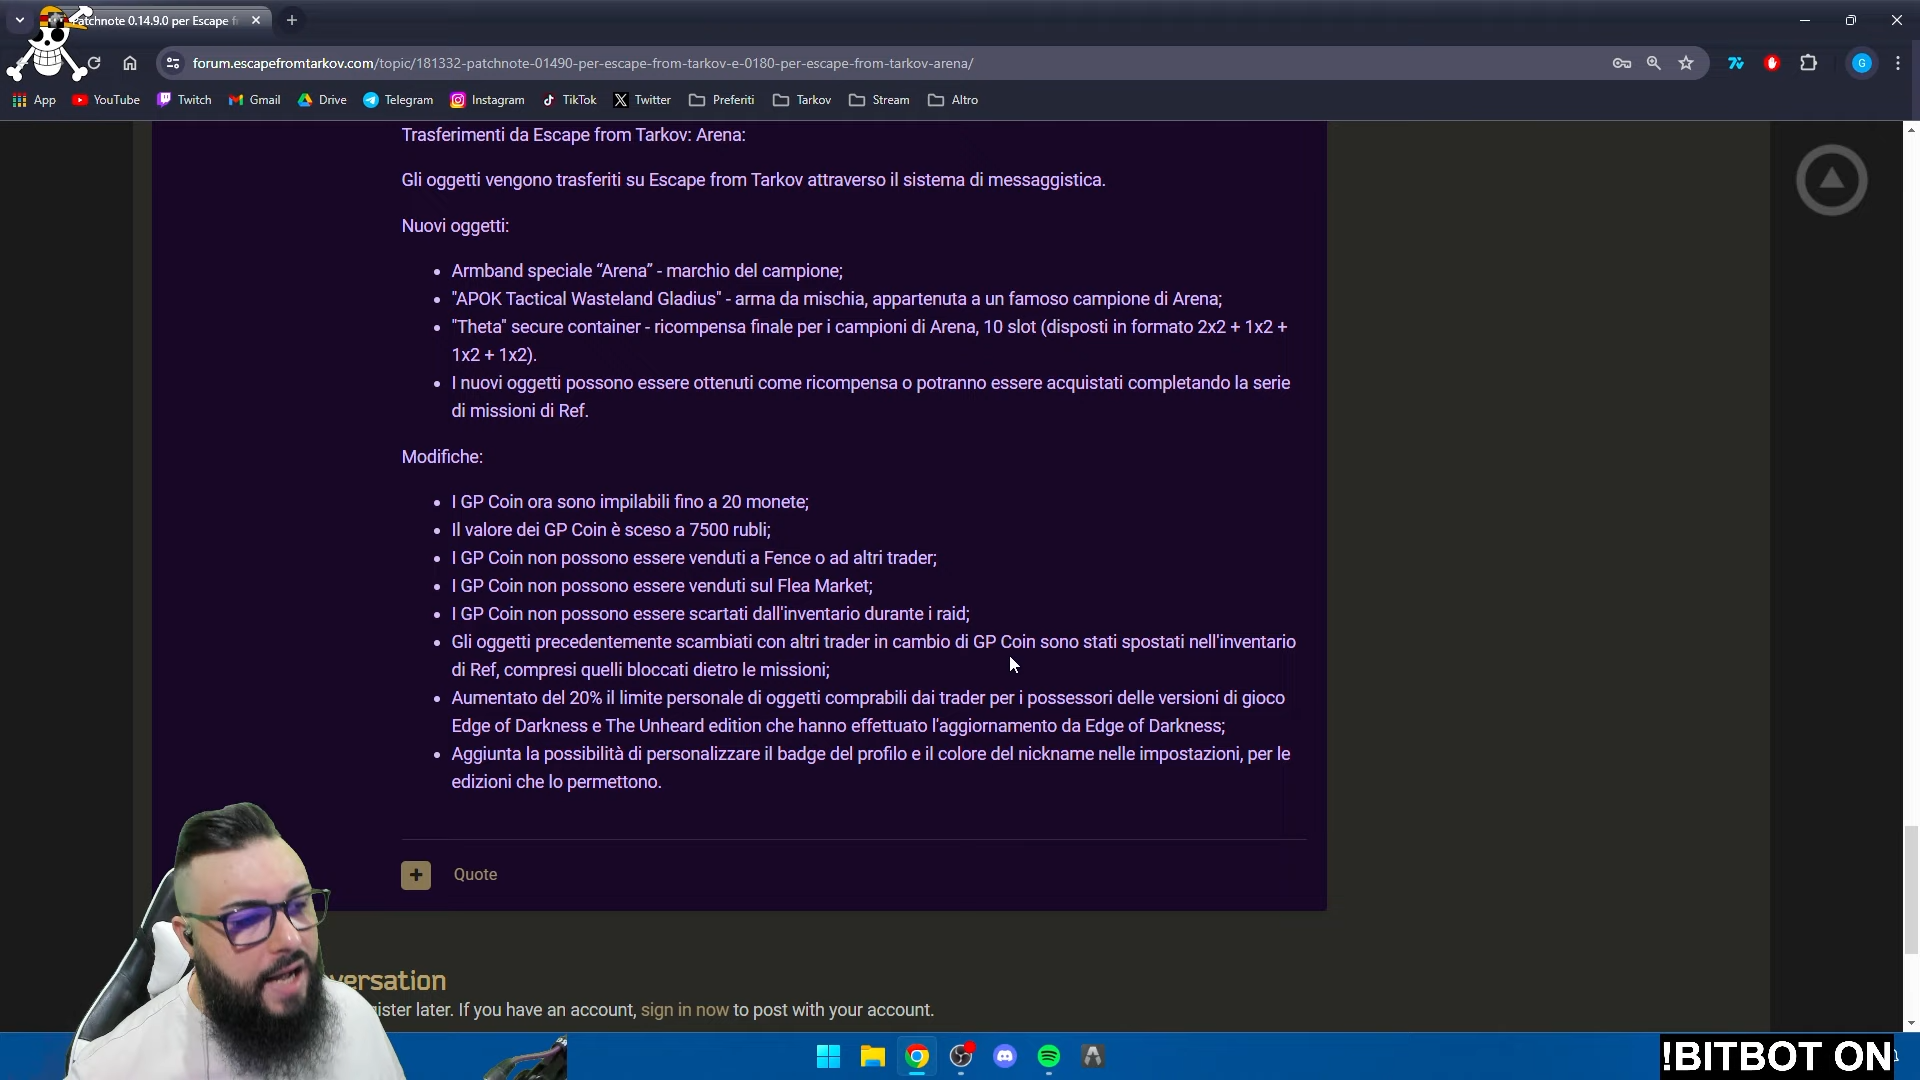 Patchnote 0.14.9.0 per Escape f
forum.escapefromtarkov.com/topic/181332-patchnote-01490-per-escape-from-tarkov-e-0180-per-escape-from-tarkov-arena/
G
App YouTube Twitch Gmail Drive Telegram Instagram TikTok Twitter Preferiti Tarkov Stream Altro
Trasferimenti da Escape from Tarkov: Arena:
Gli oggetti vengono trasferiti su Escape from Tarkov attraverso il sistema di messaggistica.
Nuovi oggetti:
Armband speciale “Arena” - marchio del campione;
"APOK Tactical Wasteland Gladius" - arma da mischia, appartenuta a un famoso campione di Arena;
"Theta" secure container - ricompensa finale per i campioni di Arena, 10 slot (disposti in formato 2x2 + 1x2 +
1x2 + 1x2).
I nuovi oggetti possono essere ottenuti come ricompensa o potranno essere acquistati completando la serie
di missioni di Ref.
Modifiche:
I GP Coin ora sono impilabili fino a 20 monete;
Il valore dei GP Coin è sceso a 7500 rubli;
I GP Coin non possono essere venduti a Fence o ad altri trader;
I GP Coin non possono essere venduti sul Flea Market;
I GP Coin non possono essere scartati dall'inventario durante i raid;
Gli oggetti precedentemente scambiati con altri trader in cambio di GP Coin sono stati spostati nell'inventario
di Ref, compresi quelli bloccati dietro le missioni;
Aumentato del 20% il limite personale di oggetti comprabili dai trader per i possessori delle versioni di gioco
Edge of Darkness e The Unheard edition che hanno effettuato l’aggiornamento da Edge of Darkness;
Aggiunta la possibilità di personalizzare il badge del profilo e il colore del nickname nelle impostazioni, per le
edizioni che lo permettono.
Quote
versation
ister later. If you have an account, sign in now to post with your account.
!BITBOT ON